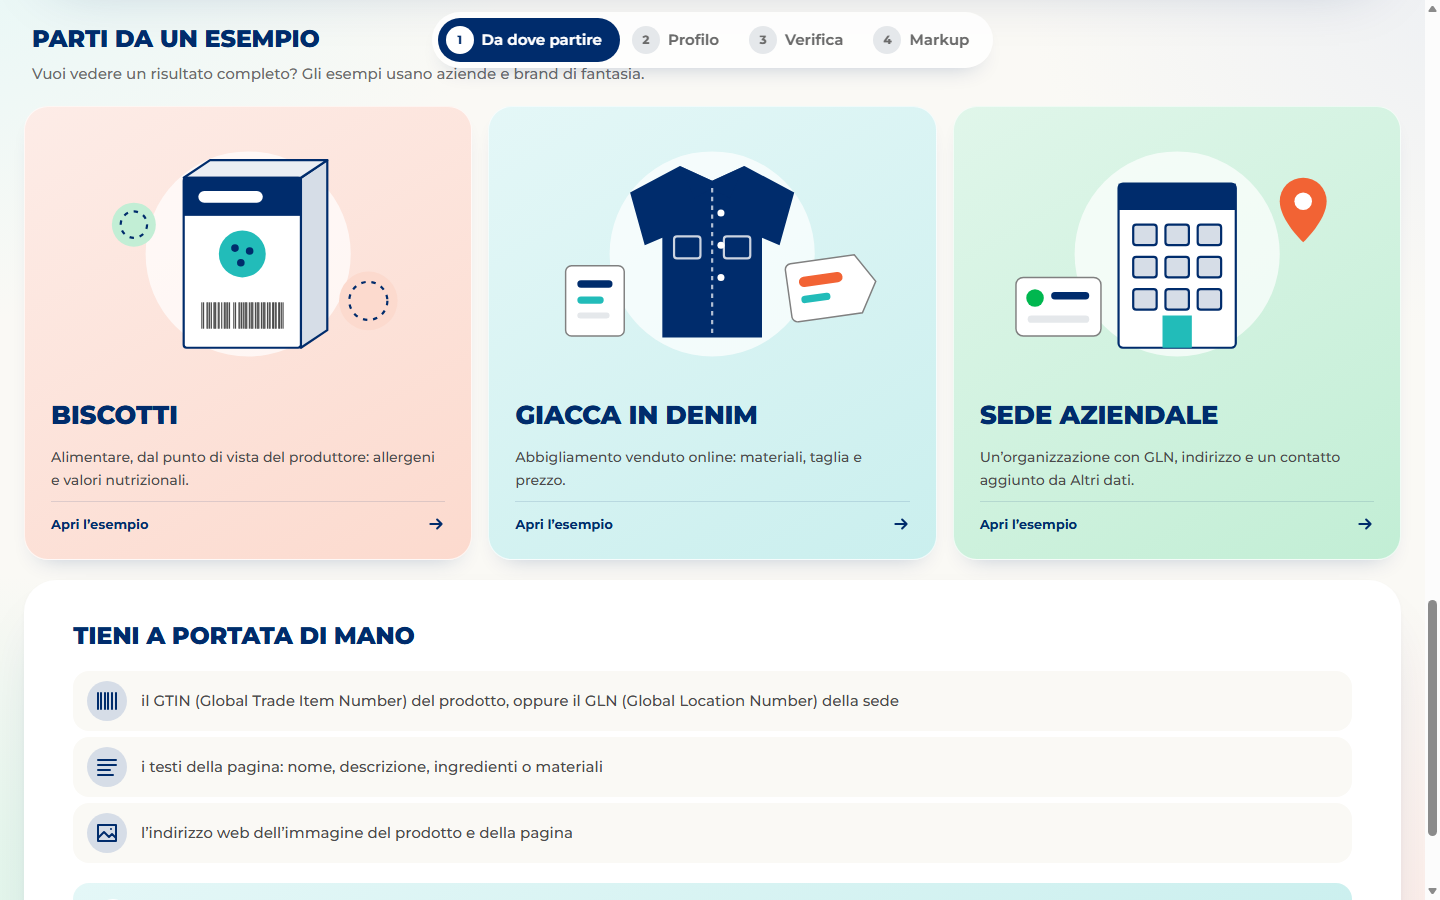 PARTI DA UN ESEMPIO
1 Da dove partire
2 Profilo
3 Verifica
4 Markup
Vuoi vedere un risultato completo? Gli esempi usano aziende e brand di fantasia.
BISCOTTI
Alimentare, dal punto di vista del produttore: allergeni
e valori nutrizionali.
Apri l’esempio
GIACCA IN DENIM
Abbigliamento venduto online: materiali, taglia e
prezzo.
Apri l’esempio
SEDE AZIENDALE
Un’organizzazione con GLN, indirizzo e un contatto
aggiunto da Altri dati.
Apri l’esempio
TIENI A PORTATA DI MANO
il GTIN (Global Trade Item Number) del prodotto, oppure il GLN (Global Location Number) della sede
i testi della pagina: nome, descrizione, ingredienti o materiali
l’indirizzo web dell’immagine del prodotto e della pagina